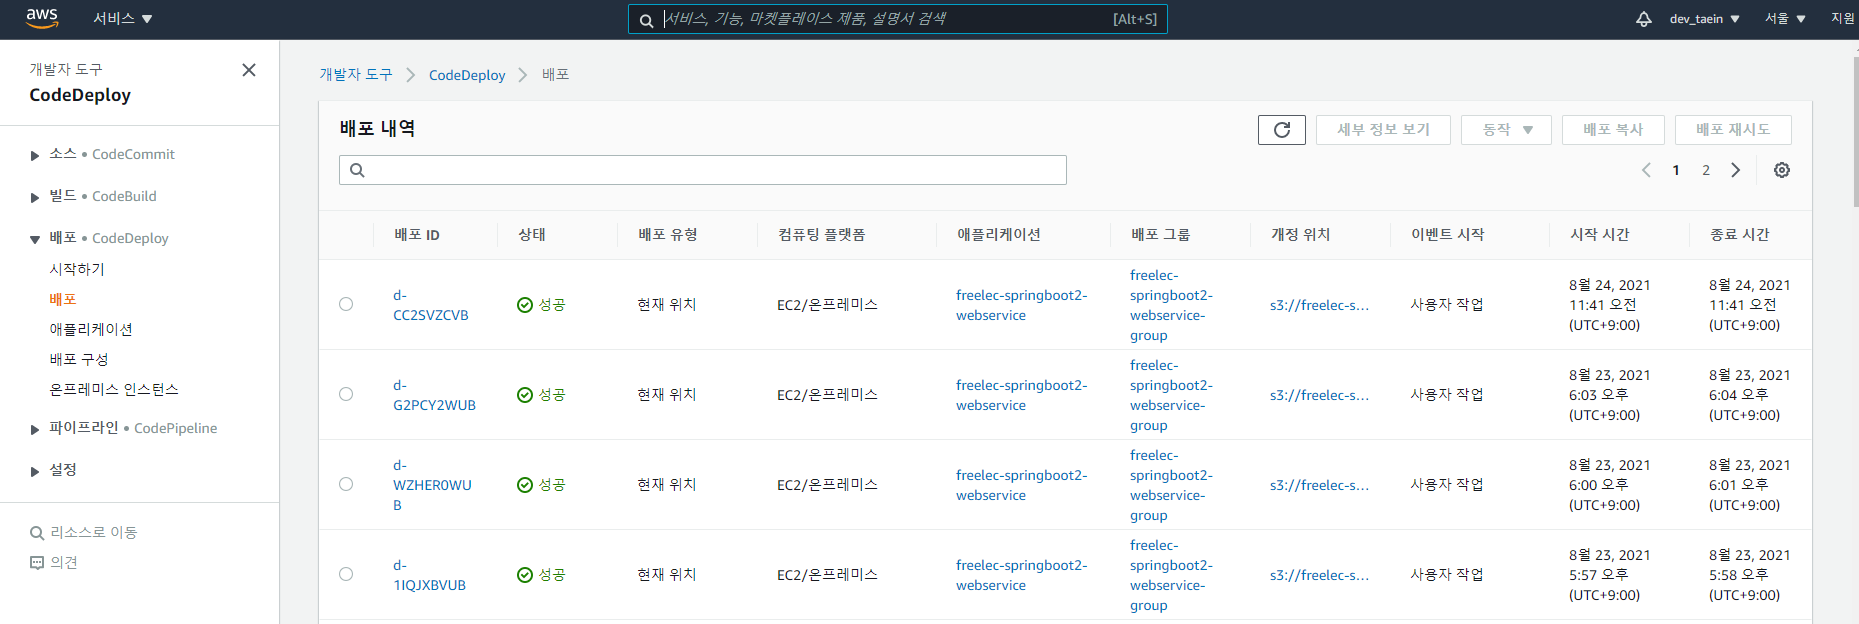 aws 서비스 ▼ 서비스, 기능, 마켓플레이스 제품, 설명서 검색 [Alt+S] dev_taein ▼ 서울 ▼ 지원
개발자 도구
CodeDeploy
소스 • CodeCommit
빌드 • CodeBuild
배포 • CodeDeploy
시작하기
배포
애플리케이션
배포 구성
온프레미스 인스턴스
파이프라인 • CodePipeline
설정
리소스로 이동
의견
개발자 도구 > CodeDeploy > 배포
배포 내역
세부 정보 보기 동작 ▼ 배포 복사 배포 재시도
< 1 2 >
배포 ID 상태 배포 유형 컴퓨팅 플랫폼 애플리케이션 배포 그룹 개정 위치 이벤트 시작 시작 시간 종료 시간
d-
CC2SVZCVB
성공
현재 위치
EC2/온프레미스
freelec-springboot2-
webservice
freelec-
springboot2-
webservice-
group
s3://freelec-s...
사용자 작업
8월 24, 2021
11:41 오전
(UTC+9:00)
8월 24, 2021
11:41 오전
(UTC+9:00)
d-
G2PCY2WUB
성공
현재 위치
EC2/온프레미스
freelec-springboot2-
webservice
freelec-
springboot2-
webservice-
group
s3://freelec-s...
사용자 작업
8월 23, 2021
6:03 오후
(UTC+9:00)
8월 23, 2021
6:04 오후
(UTC+9:00)
d-
WZHER0WU
B
성공
현재 위치
EC2/온프레미스
freelec-springboot2-
webservice
freelec-
springboot2-
webservice-
group
s3://freelec-s...
사용자 작업
8월 23, 2021
6:00 오후
(UTC+9:00)
8월 23, 2021
6:01 오후
(UTC+9:00)
d-
1IQJXBVUB
성공
현재 위치
EC2/온프레미스
freelec-springboot2-
webservice
freelec-
springboot2-
webservice-
group
s3://freelec-s...
사용자 작업
8월 23, 2021
5:57 오후
(UTC+9:00)
8월 23, 2021
5:58 오후
(UTC+9:00)